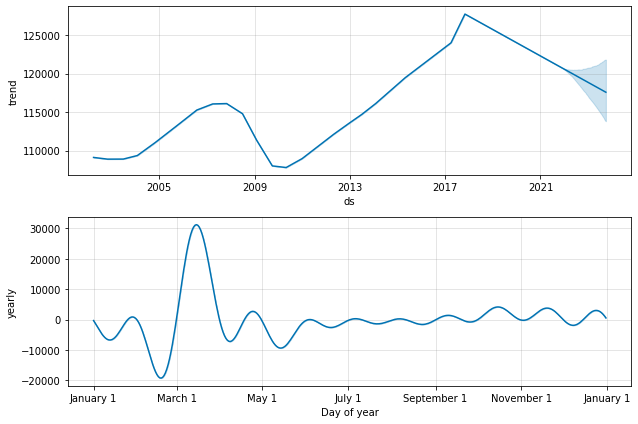 125000
120000
115000
110000
trend
2005
2009
2013
2017
2021
ds
30000
20000
10000
0
−10000
−20000
yearly
January 1
March 1
May 1
July 1
September 1
November 1
January 1
Day of year